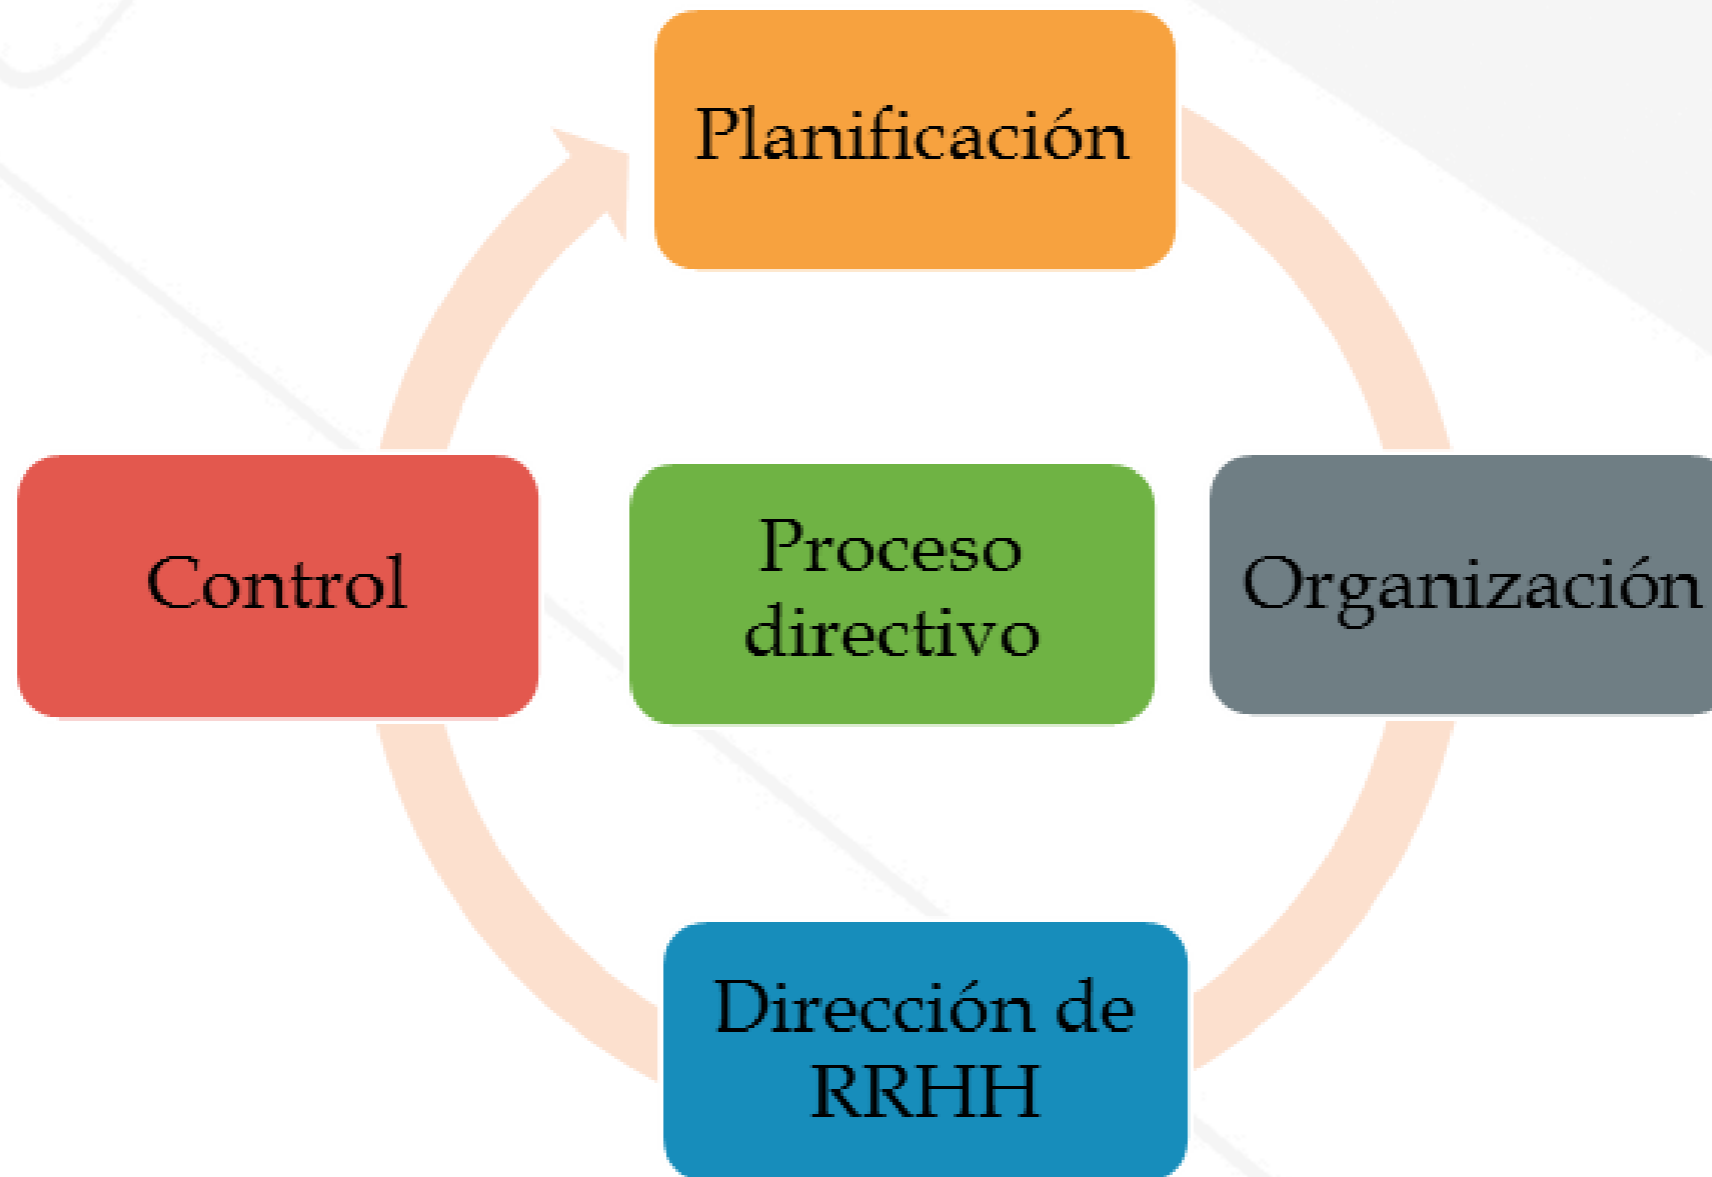 Planificación
Control
Proceso
directivo
Organización
Dirección de
RRHH